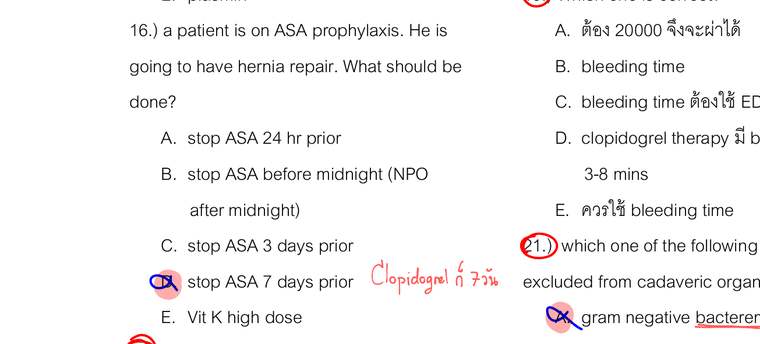 16.) a patient is on ASA prophylaxis. He is
going to have hernia repair. What should be
done?
A. stop ASA 24 hr prior
B. stop ASA before midnight (NPO
after midnight)
C. stop ASA 3 days prior
D. stop ASA 7 days prior Clopidogrel ก็ 7 วัน
E. Vit K high dose
A. ต้อง 20000 จึงจะผ่าได้
B. bleeding time
C. bleeding time ต้องใช้ ED
D. clopidogrel therapy มี b
3-8 mins
E. ควรใช้ bleeding time
21.) which one of the following
excluded from cadaveric organ
A. gram negative bacterem